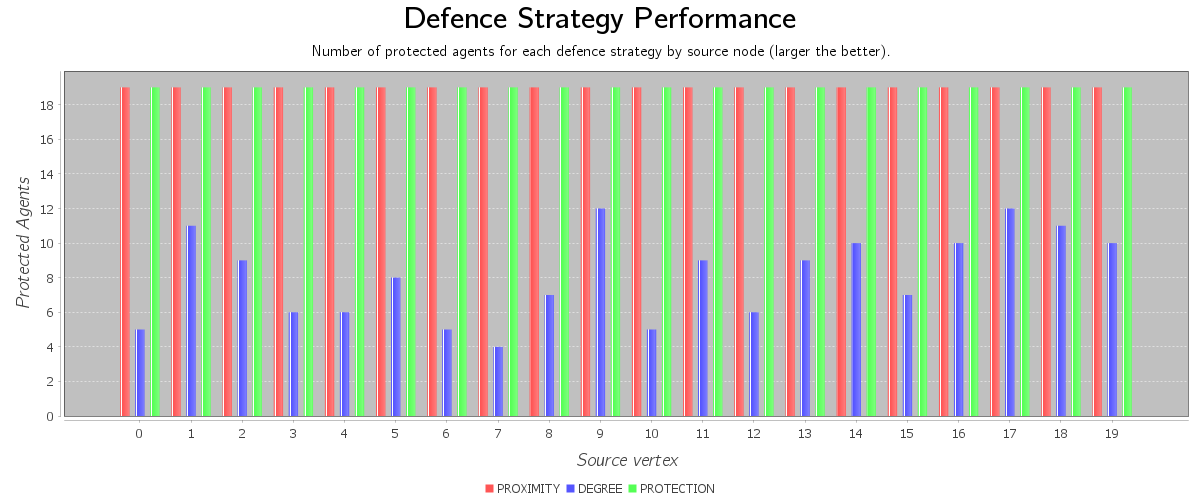 Defence Strategy Performance
Number of protected agents for each defence strategy by source node (larger the better).
Protected Agents
18
16
14
12
10
8
6
4
2
0
0 1 2 3 4 5 6 7 8 9 10 11 12 13 14 15 16 17 18 19
Source vertex
PROXIMITY DEGREE PROTECTION